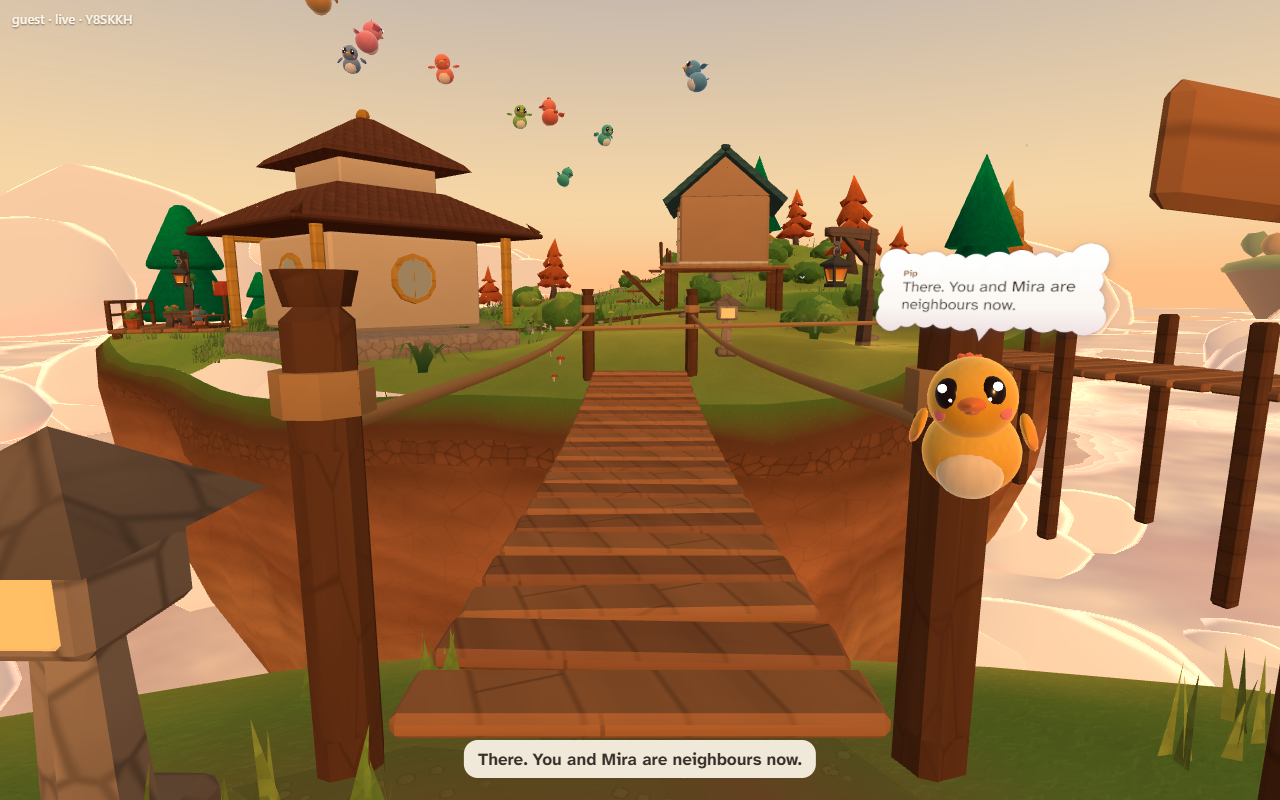 guest · live · Y8SKKH
Pip
There. You and Mira are
neighbours now.
There. You and Mira are neighbours now.